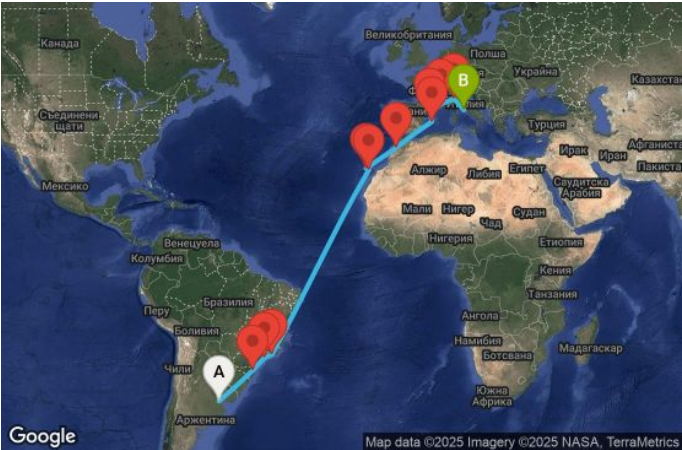 Великобритания
Канада
Полша
B
Украйна
Казахстан
Съединени
щати
Турция
Ирак
Иран
Афганистан
Пакистан
Мексико
Алжир
Либия
Египет
Саудитска
Арабия
Мали
Нигер
Чад
Судан
Нигерия
Етиопия
Венецуела
Колумбия
Кения
Танзания
Перу
Бразилия
Боливия
Ангола
Намибия
Ботсвана
Мадагаскар
Чили
A
Южна
Африка
Аржентина
Google
Map data ©2025 Imagery ©2025 NASA, TerraMetrics